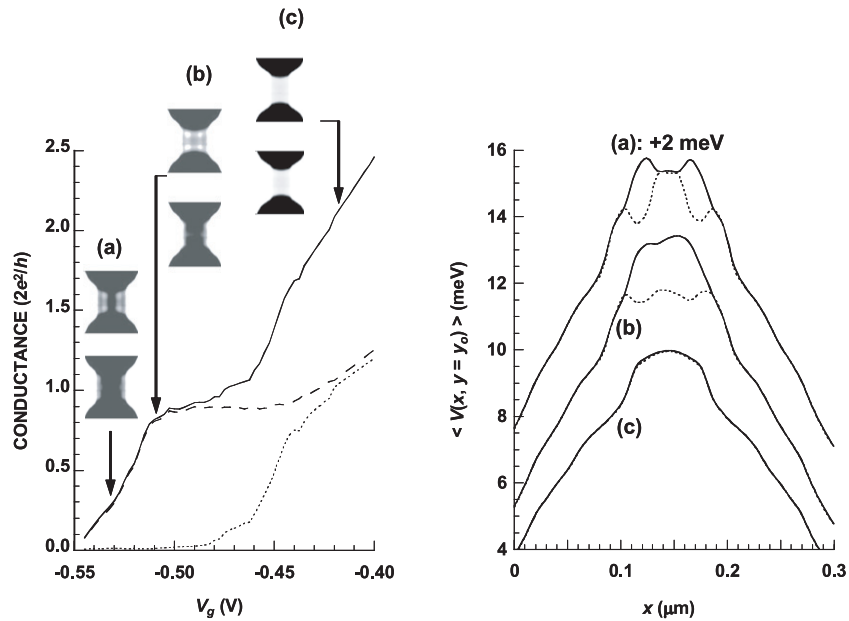 (c)
(b)
(a)
2.5
2.0
1.5
1.0
0.5
0.0
CONDUCTANCE (2e²/h)
-0.55
-0.50
-0.45
-0.40
V_g (V)
(a): +2 meV
(b)
(c)
16
14
12
10
8
6
4
< V(x, y = y_o) > (meV)
0
0.1
0.2
0.3
x (μm)